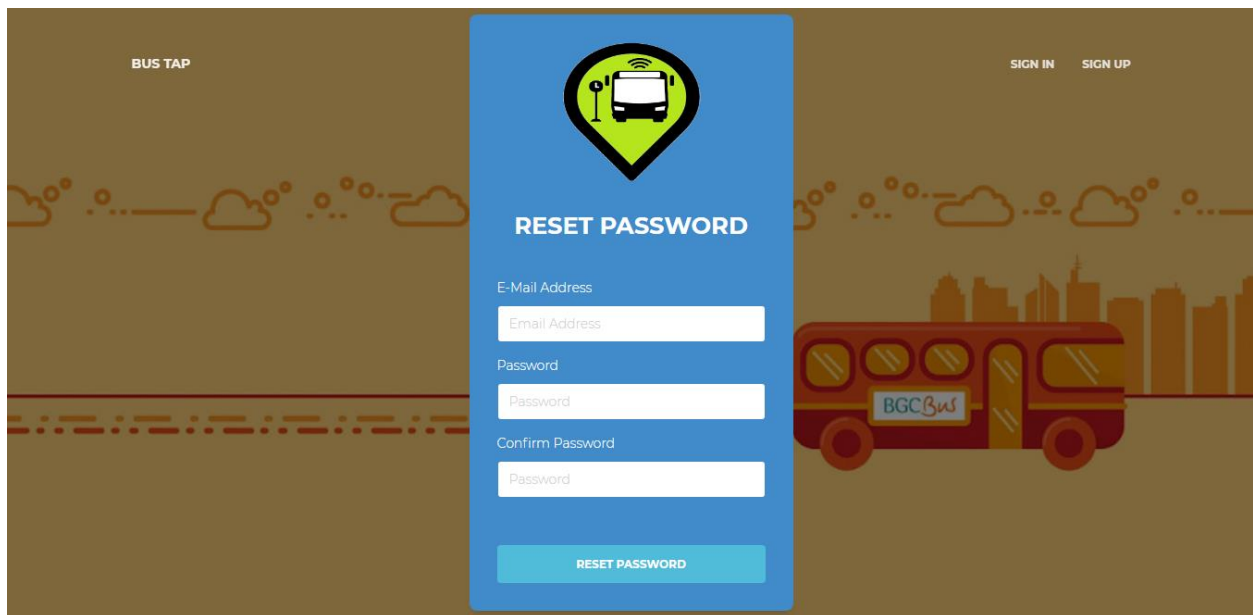 BUS TAP
SIGN IN SIGN UP
RESET PASSWORD
E-Mail Address
Email Address
Password
Password
BGC Bus
Confirm Password
Password
RESET PASSWORD